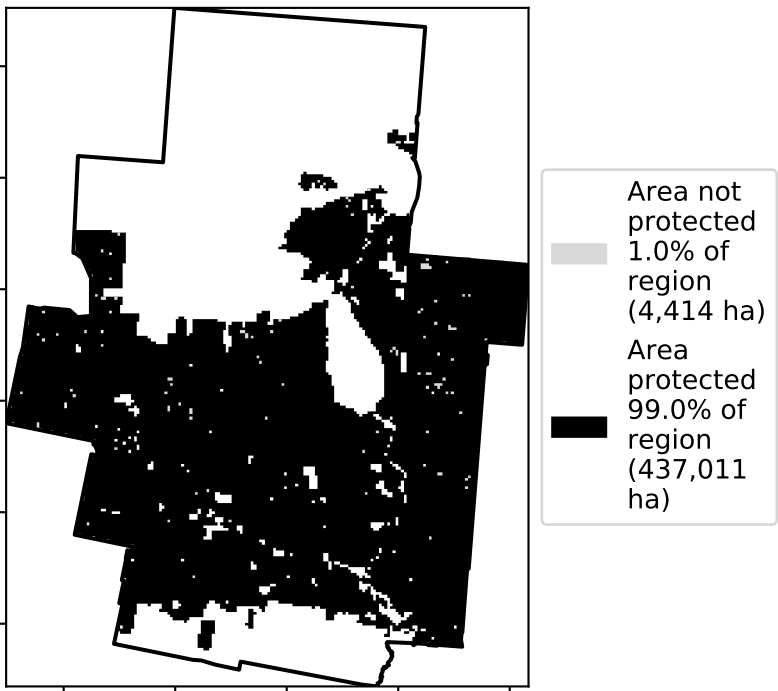 Area not
protected
1.0% of
region
(4,414 ha)
Area
protected
99.0% of
region
(437,011
ha)